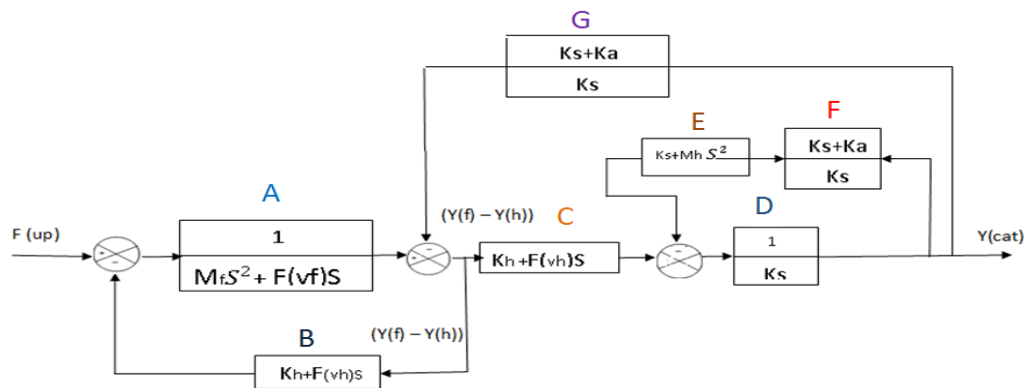 G
Ks+Ka
Ks
E
F
Ks+Mh S²
Ks+Ka
Ks
A
(Y(f) – Y(h))
C
D
F (up)
1
MfS² + F(vf)S
Kh +F(vh)S
1
Ks
Y(cat)
B
(Y(f) – Y(h))
Kh+F(vh)S